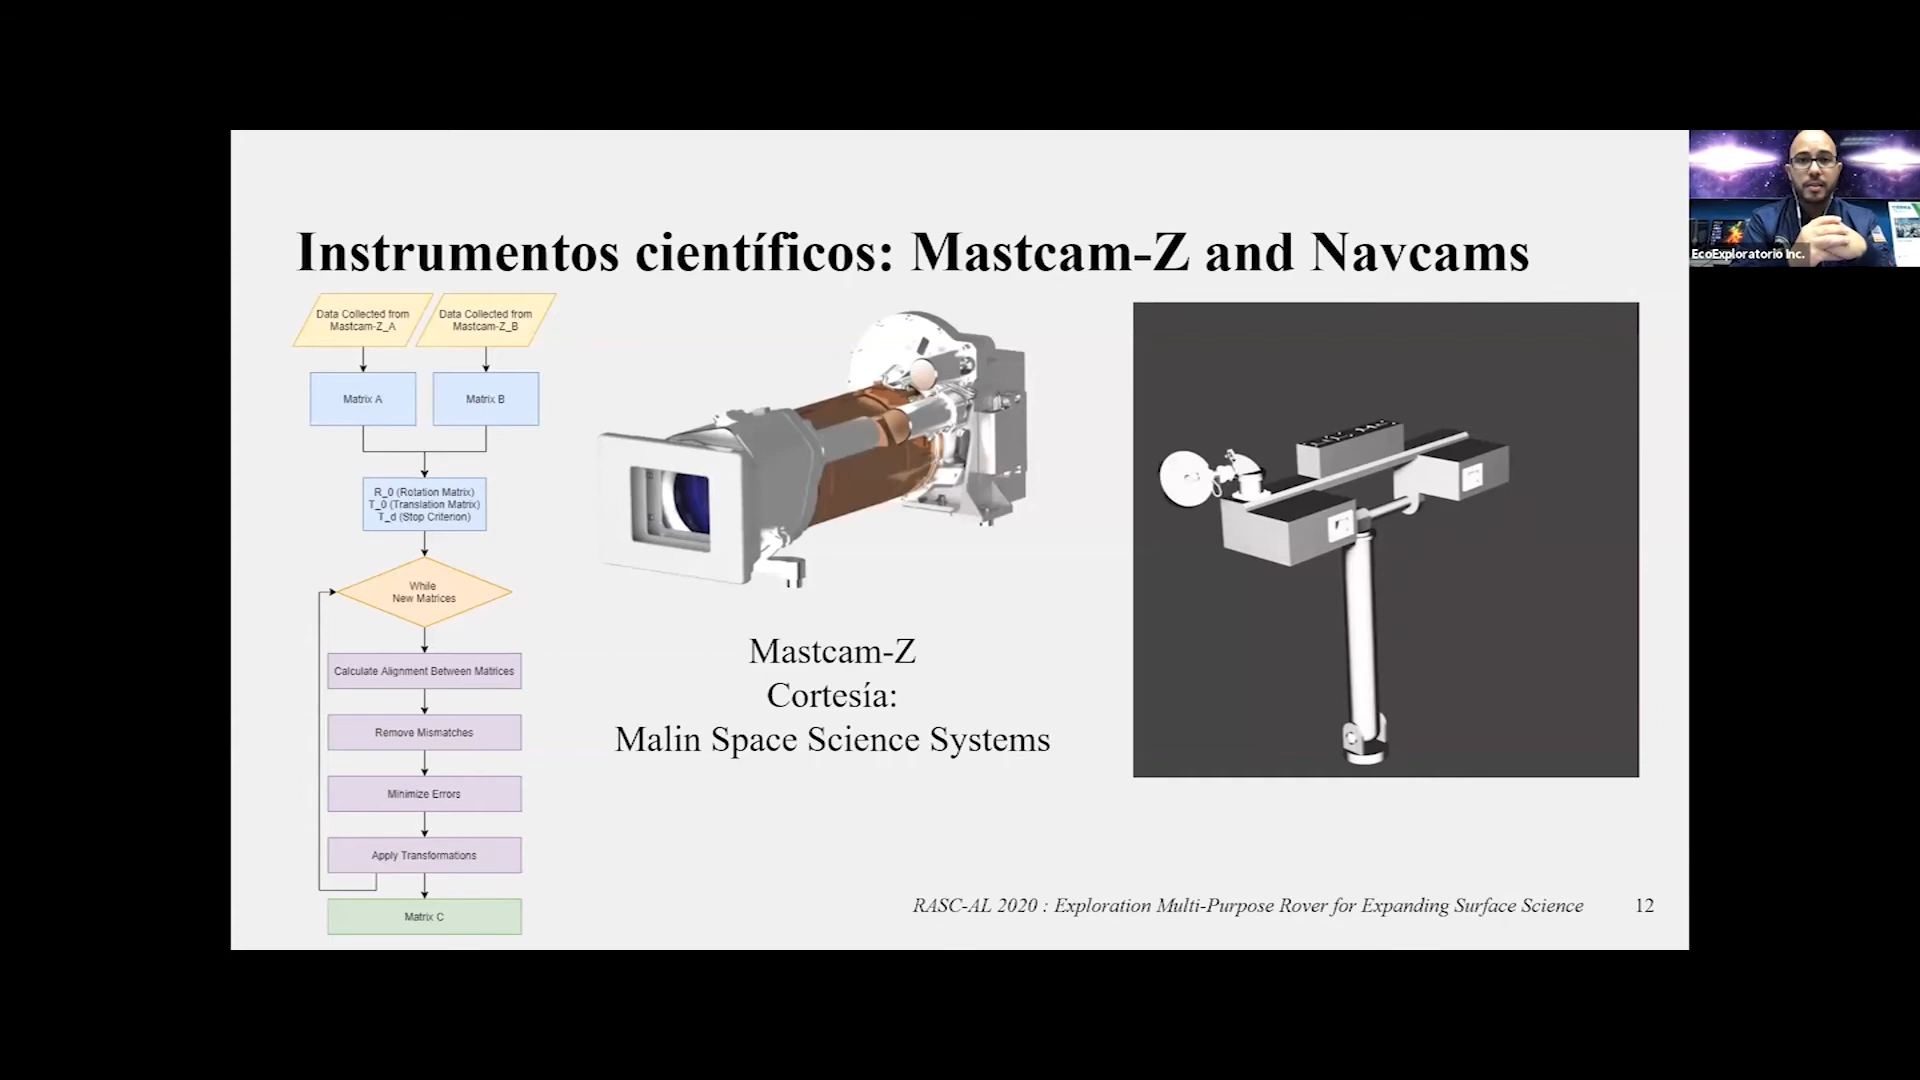 Instrumentos científicos: Mastcam-Z and Navcams
Data Collected from
Mastcam-Z_A
Data Collected from
Mastcam-Z_B
Matrix A
Matrix B
R_0 (Rotation Matrix)
T_0 (Translation Matrix)
T_d (Stop Criterion)
While
New Matrices
Calculate Alignment Between Matrices
Remove Mismatches
Minimize Errors
Apply Transformations
Matrix C
Mastcam-Z
Cortesía:
Malin Space Science Systems
RASC-AL 2020 : Exploration Multi-Purpose Rover for Expanding Surface Science
12
EcoExploratorio Inc.